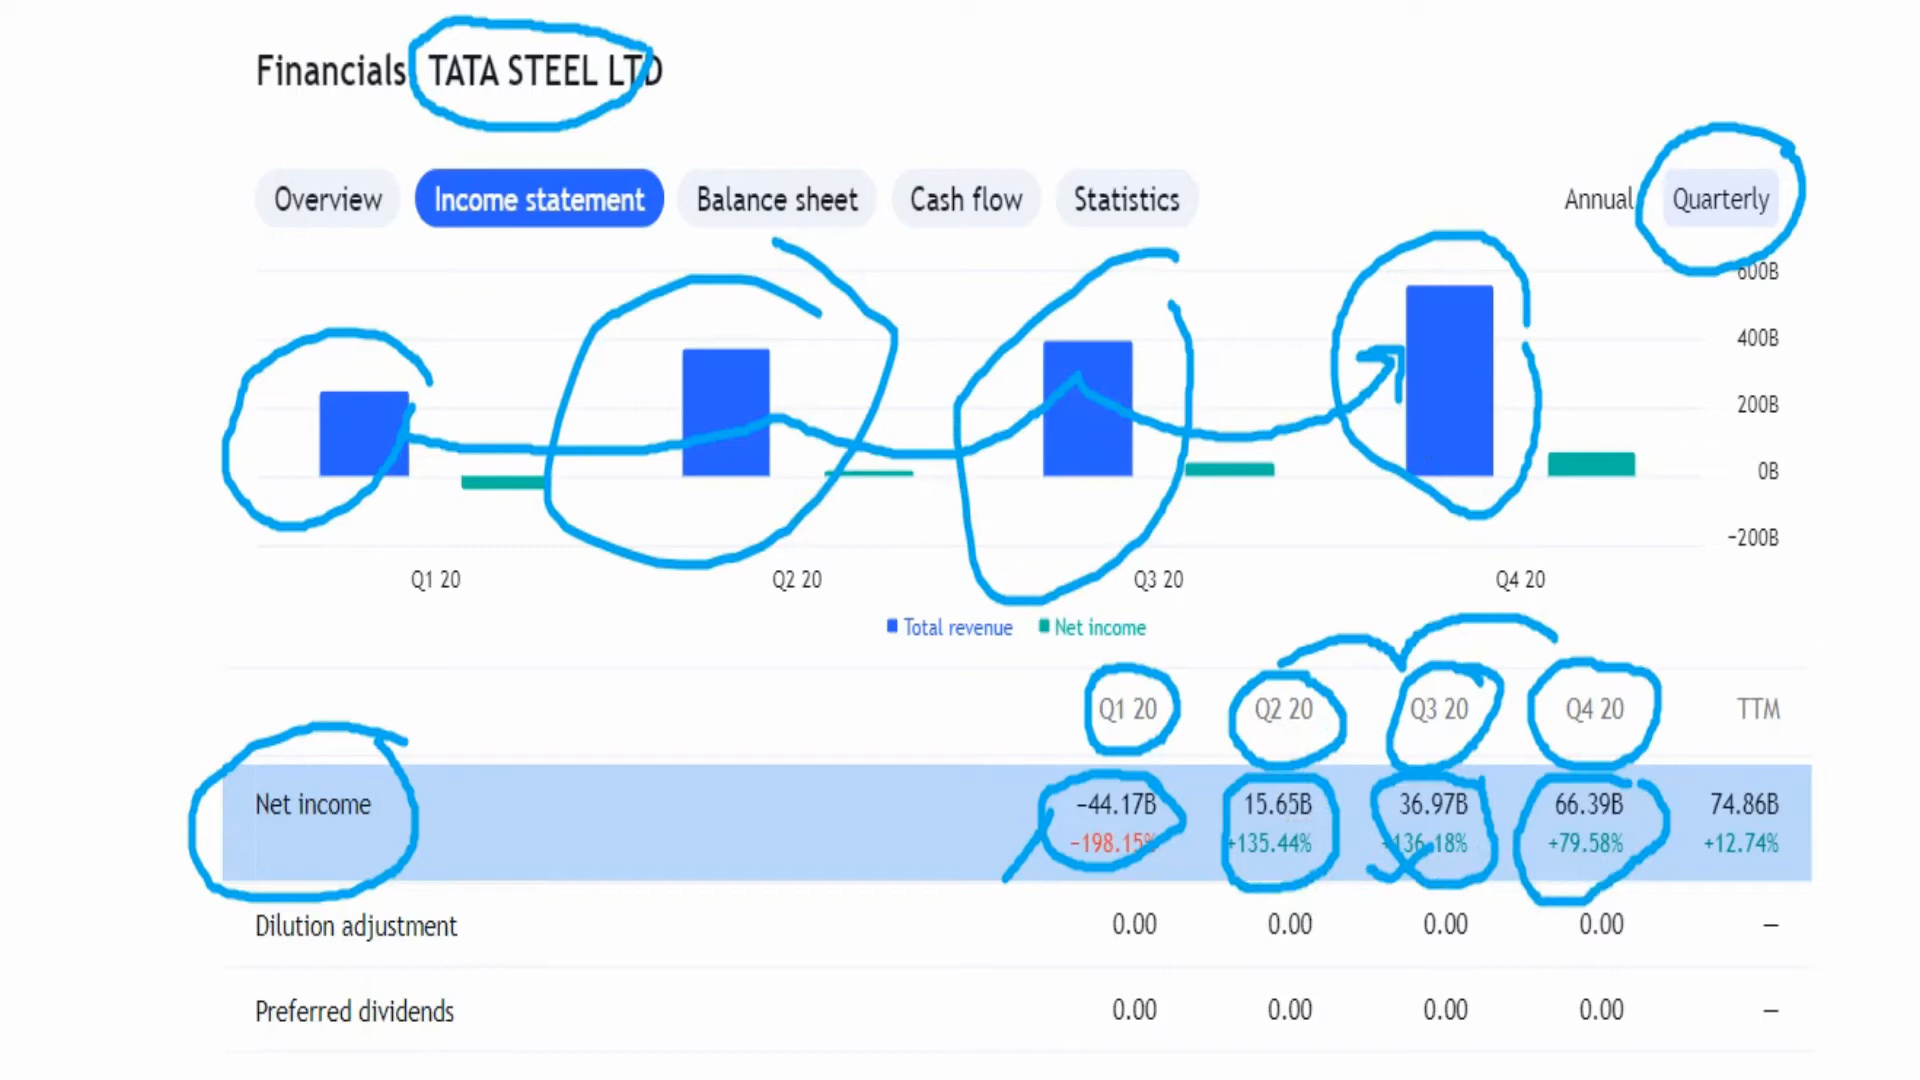 Financials TATA STEEL LTD
Overview Income statement Balance sheet Cash flow Statistics Annual Quarterly
600B
400B
200B
0B
−200B
Q1 20 Q2 20 Q3 20 Q4 20
Total revenue Net income
Q1 20 Q2 20 Q3 20 Q4 20 TTM
Net income −44.17B 15.65B 36.97B 66.39B 74.86B
−198.15% +135.44% +136.18% +79.58% +12.74%
Dilution adjustment 0.00 0.00 0.00 0.00 —
Preferred dividends 0.00 0.00 0.00 0.00 —